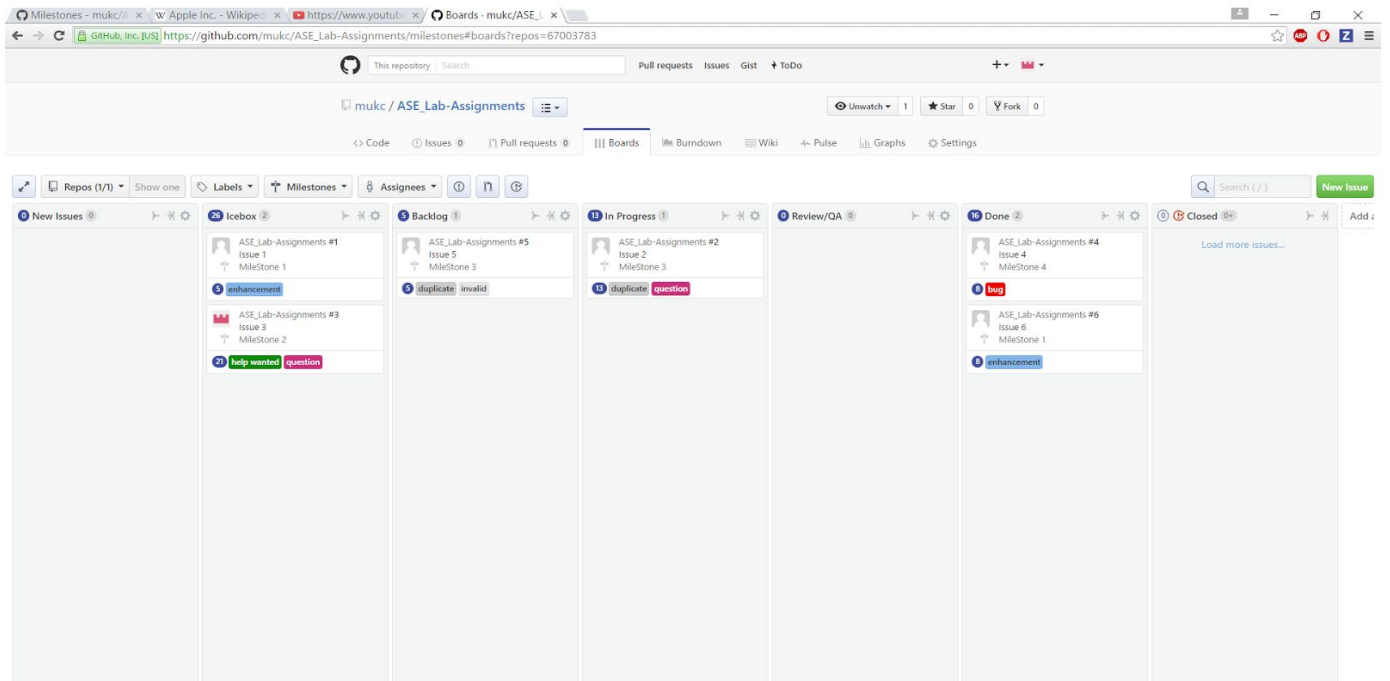 Milestones - mukc/A
Apple Inc. - Wikiped
https://www.youtub
Boards · mukc/ASE_L
GitHub, Inc. [US] https://github.com/mukc/ASE_Lab-Assignments/milestones#boards?repos=67003783
ABP
Z
This repository Search Pull requests Issues Gist ToDo
mukc / ASE_Lab-Assignments Unwatch 1 Star 0 Fork 0
Code Issues 0 Pull requests 0 Boards Burndown Wiki Pulse Graphs Settings
Repos (1/1) Show one Labels Milestones Assignees Search ( / ) New Issue
0 New Issues 0
26 Icebox 2
ASE_Lab-Assignments #1
Issue 1
MileStone 1
5 enhancement
ASE_Lab-Assignments #3
Issue 3
MileStone 2
21 help wanted question
5 Backlog 1
ASE_Lab-Assignments #5
Issue 5
MileStone 3
5 duplicate invalid
13 In Progress 1
ASE_Lab-Assignments #2
Issue 2
MileStone 3
13 duplicate question
0 Review/QA 0
16 Done 2
ASE_Lab-Assignments #4
Issue 4
MileStone 4
8 bug
ASE_Lab-Assignments #6
Issue 6
MileStone 1
8 enhancement
0 Closed 0+
Load more issues...
Add a